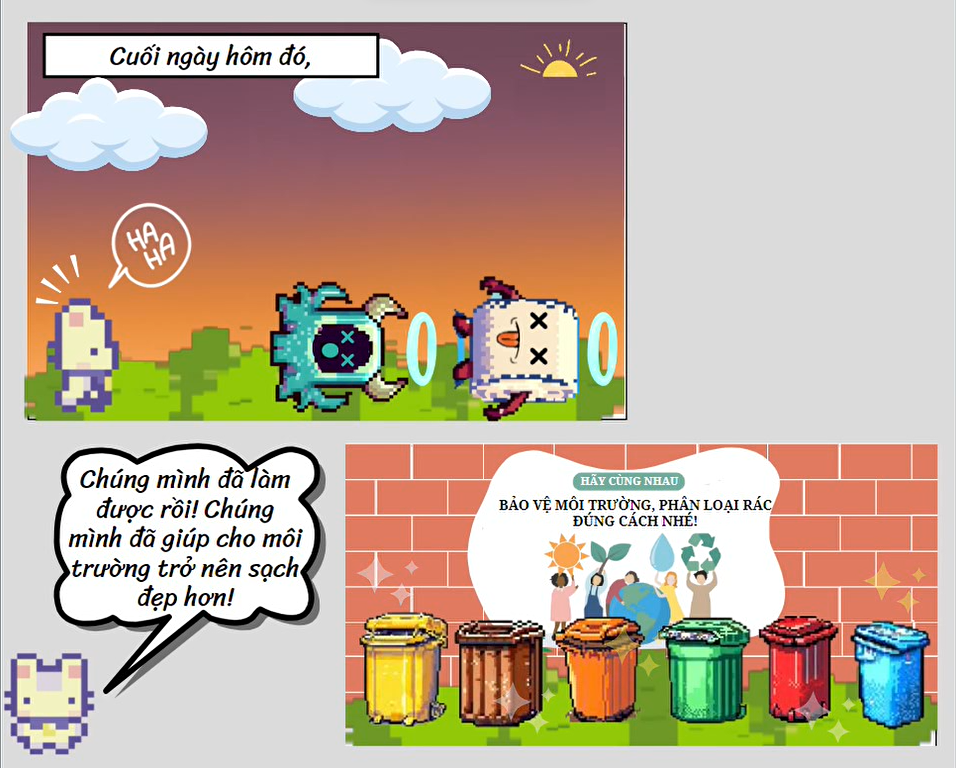 Cuối ngày hôm đó,
HA
HA
Chúng mình đã làm
được rồi! Chúng
mình đã giúp cho môi
trường trở nên sạch
đẹp hơn!
HÃY CÙNG NHAU
BẢO VỆ MÔI TRƯỜNG, PHÂN LOẠI RÁC
ĐÚNG CÁCH NHÉ!